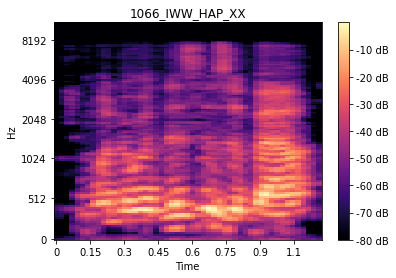 1066_IWW_HAP_XX
8192
4096
2048
1024
512
0
Hz
0 0.15 0.3 0.45 0.6 0.75 0.9 1.1
Time
-10 dB
-20 dB
-30 dB
-40 dB
-50 dB
-60 dB
-70 dB
-80 dB